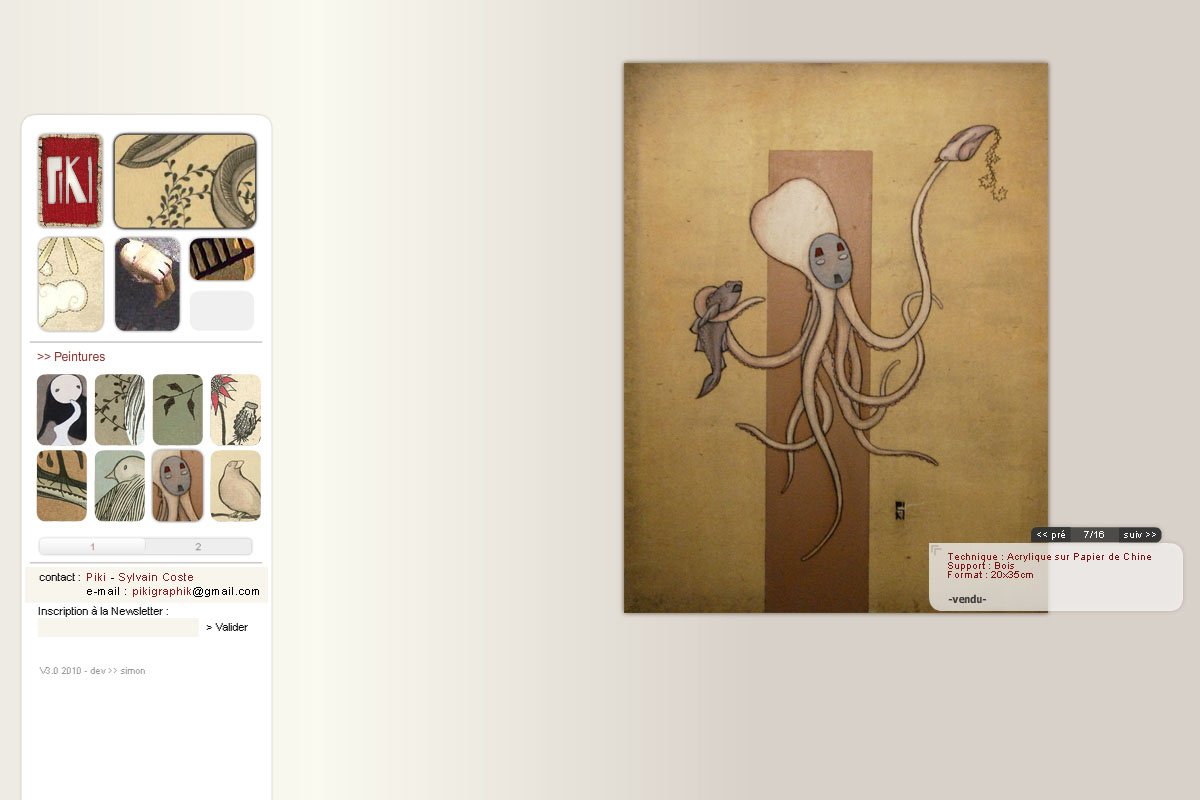 PIKI
>> Peintures
1 2
contact : Piki - Sylvain Coste
e-mail : pikigraphik@gmail.com
Inscription à la Newsletter :
> Valider
V3.0 2010 - dev >> simon
<< pré 7/16 suiv >>
Technique : Acrylique sur Papier de Chine
Support : Bois
Format : 20x35cm
-vendu-